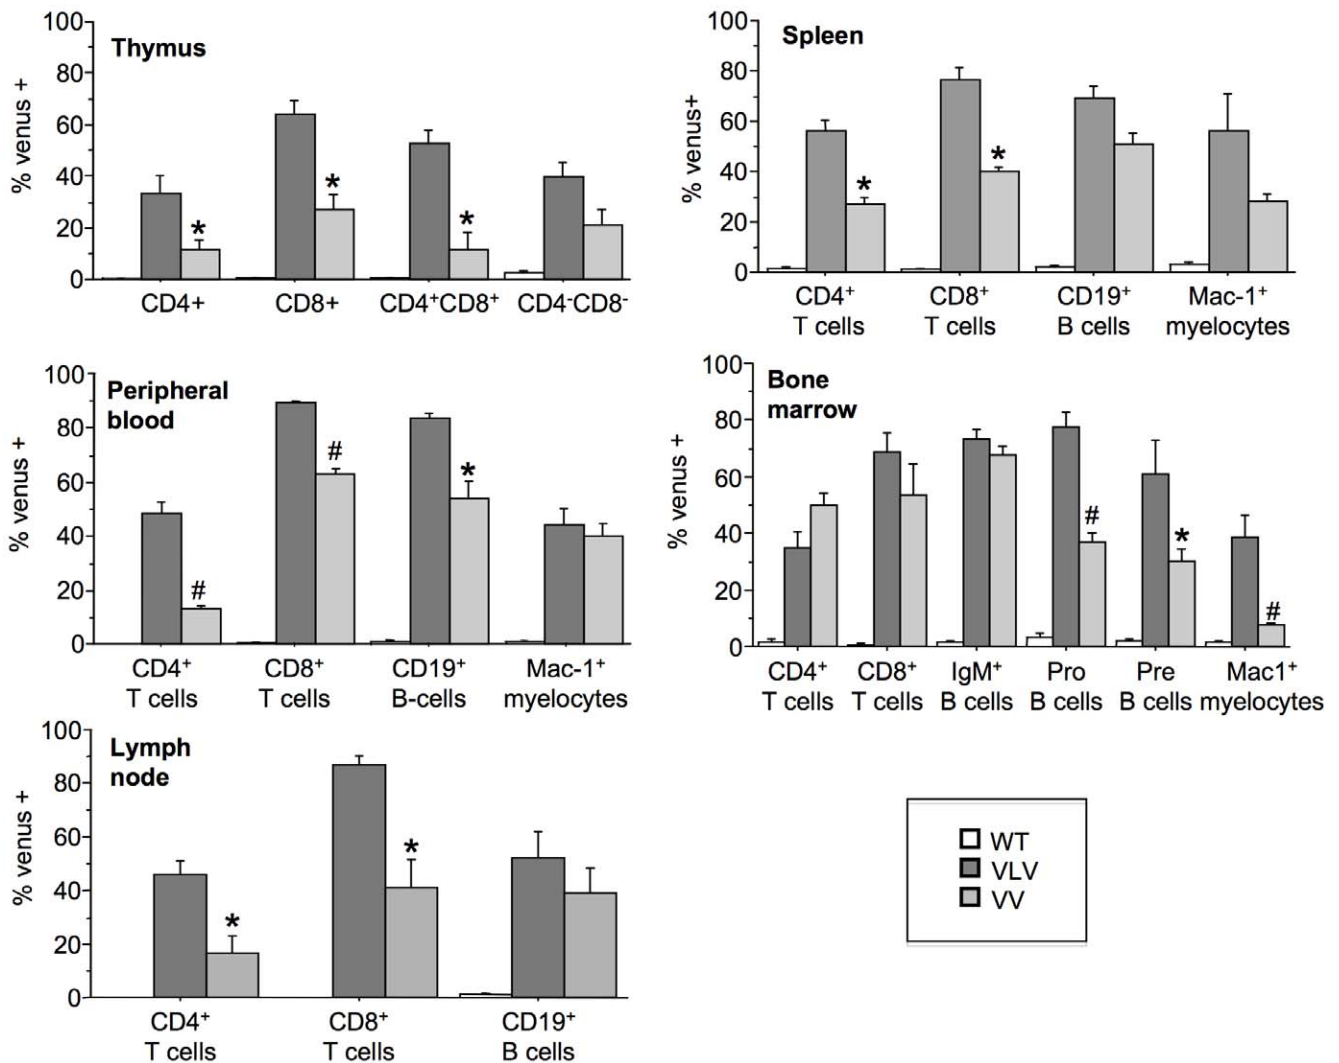 Thymus
% venus +
100
80
60
40
20
0
*
*
*
CD4+
CD8+
CD4⁺CD8⁺
CD4⁻CD8⁻
Spleen
% venus+
100
80
60
40
20
0
*
*
CD4⁺
T cells
CD8⁺
T cells
CD19⁺
B cells
Mac-1⁺
myelocytes
Peripheral
blood
% venus +
100
80
60
40
20
0
#
#
*
CD4⁺
T cells
CD8⁺
T cells
CD19⁺
B-cells
Mac-1⁺
myelocytes
Bone
marrow
% venus +
100
80
60
40
20
0
#
*
#
CD4⁺
T cells
CD8⁺
T cells
IgM⁺
B cells
Pro
B cells
Pre
B cells
Mac1⁺
myelocytes
Lymph
node
% venus +
100
80
60
40
20
0
*
*
CD4⁺
T cells
CD8⁺
T cells
CD19⁺
B cells
WT
VLV
VV